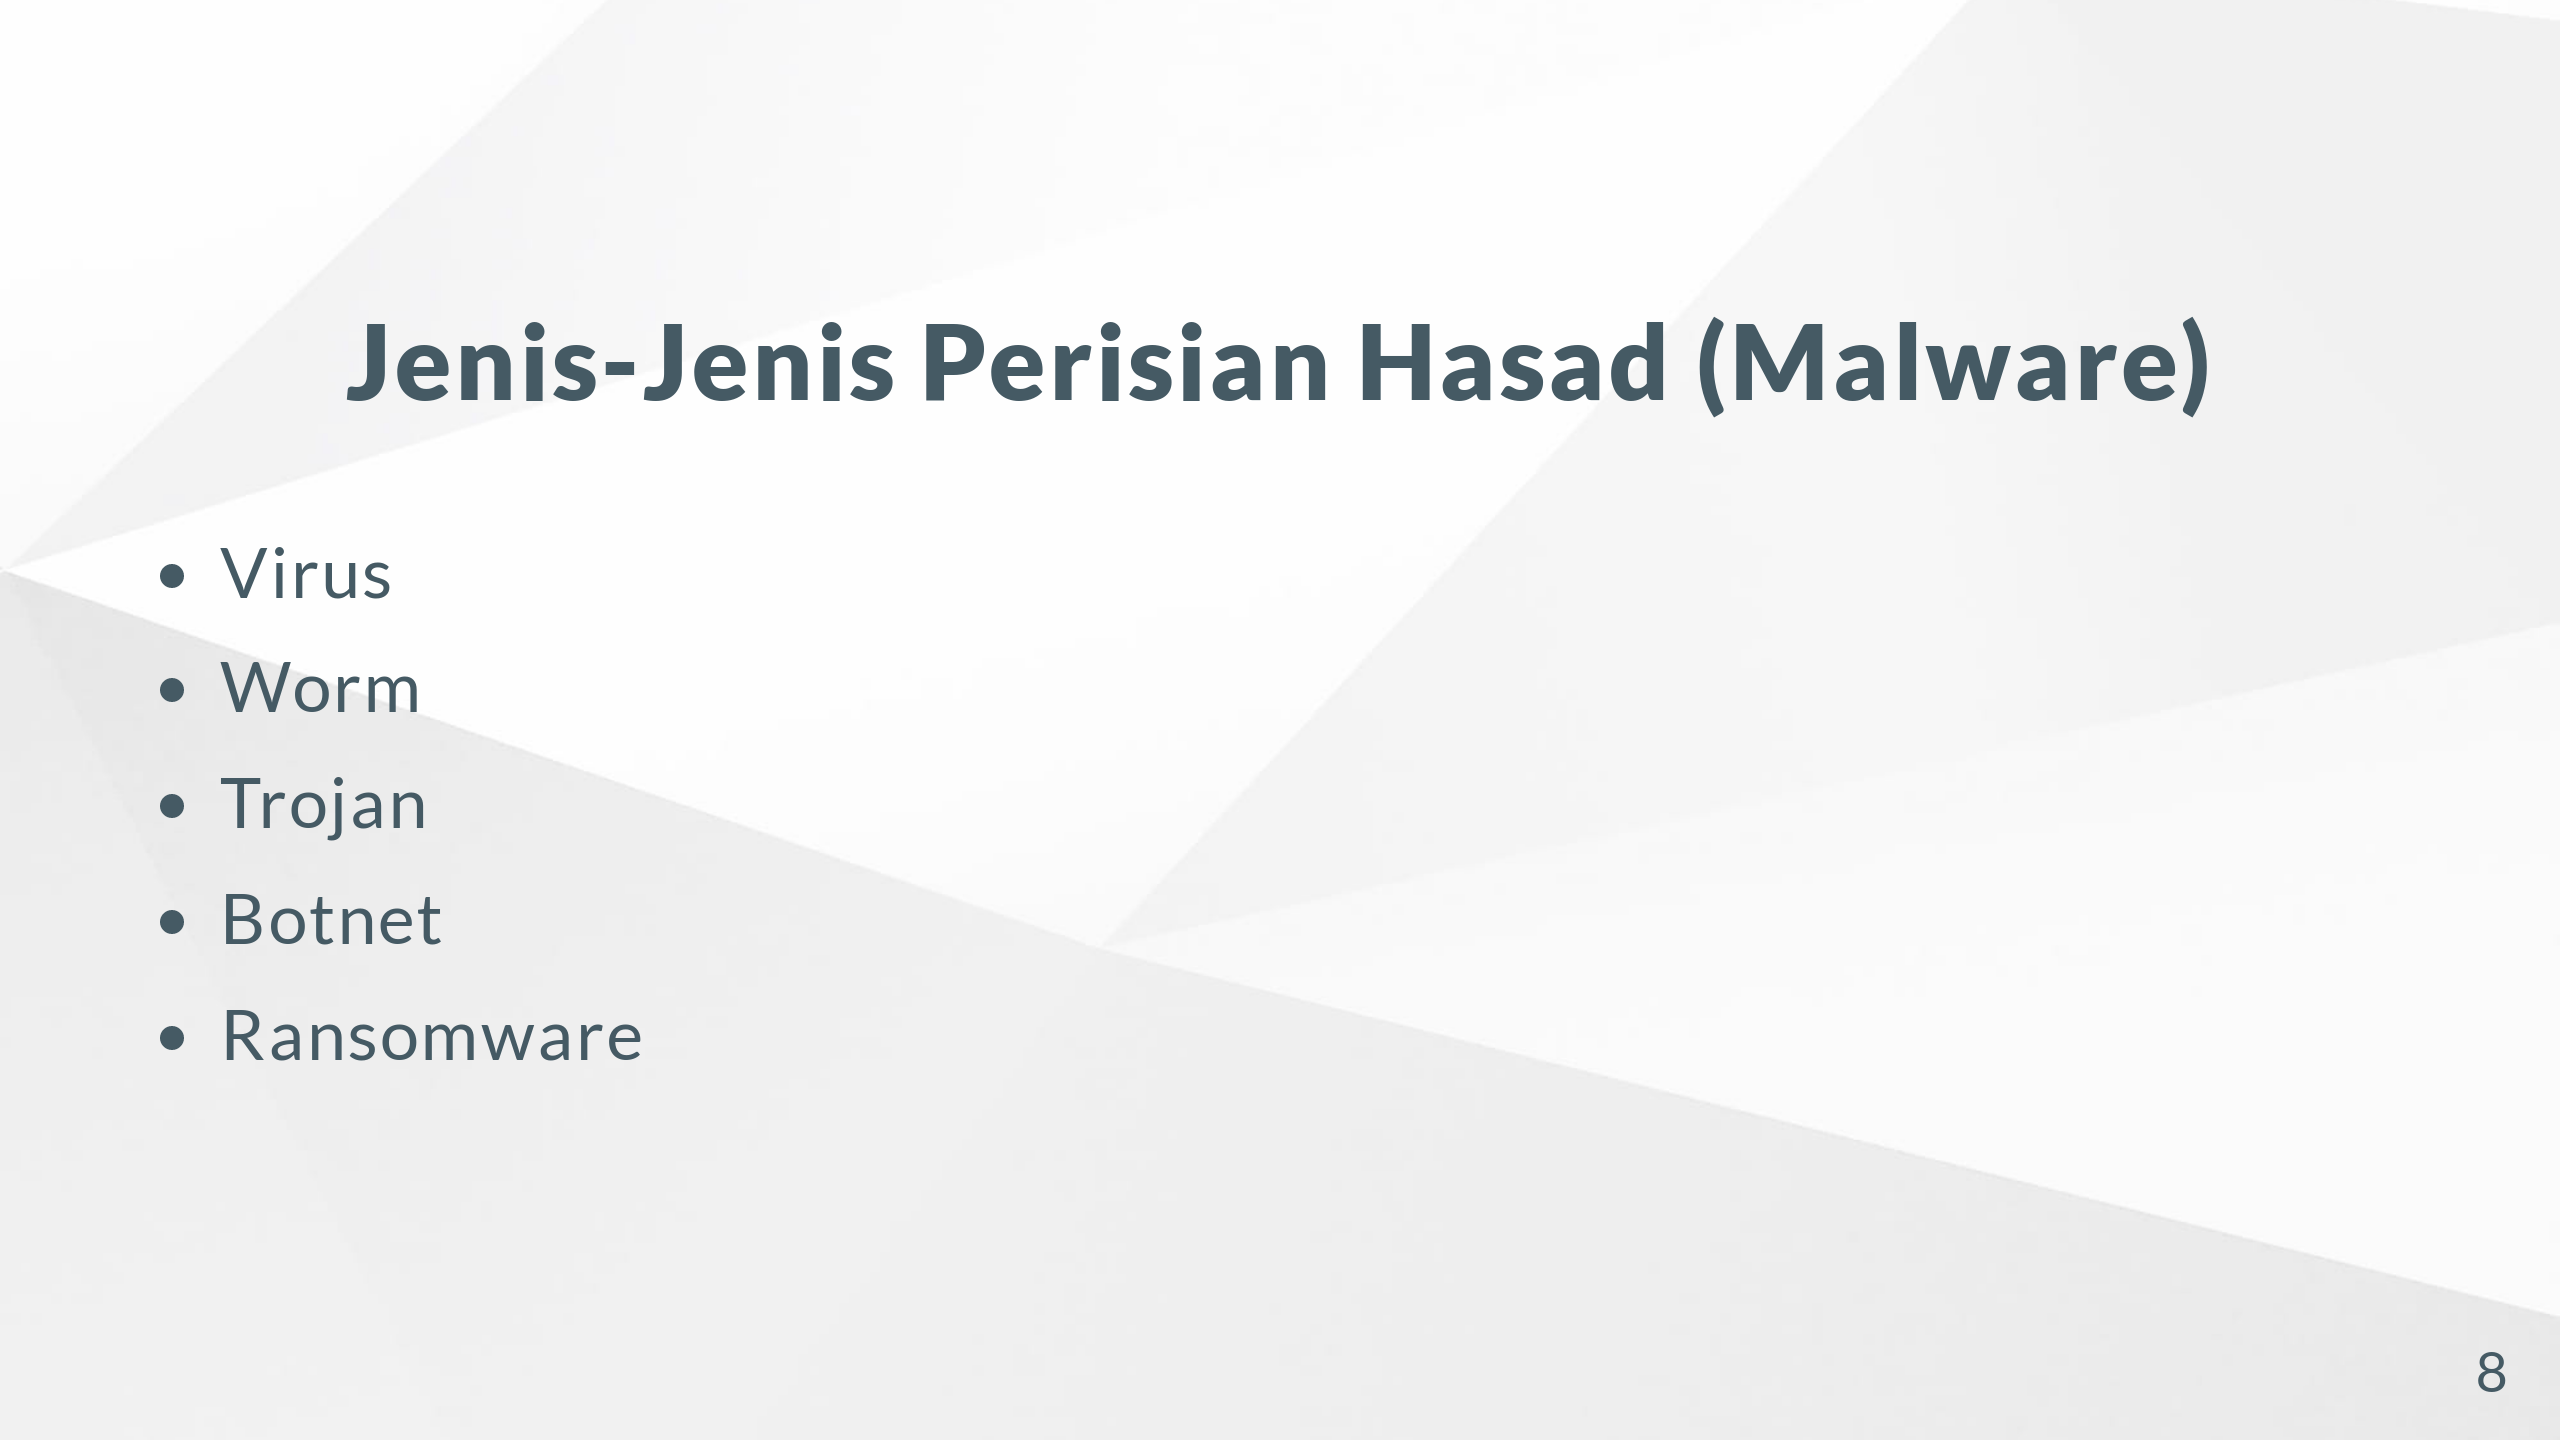 Jenis-Jenis Perisian Hasad (Malware)
• Virus
• Worm
• Trojan
• Botnet
• Ransomware
8